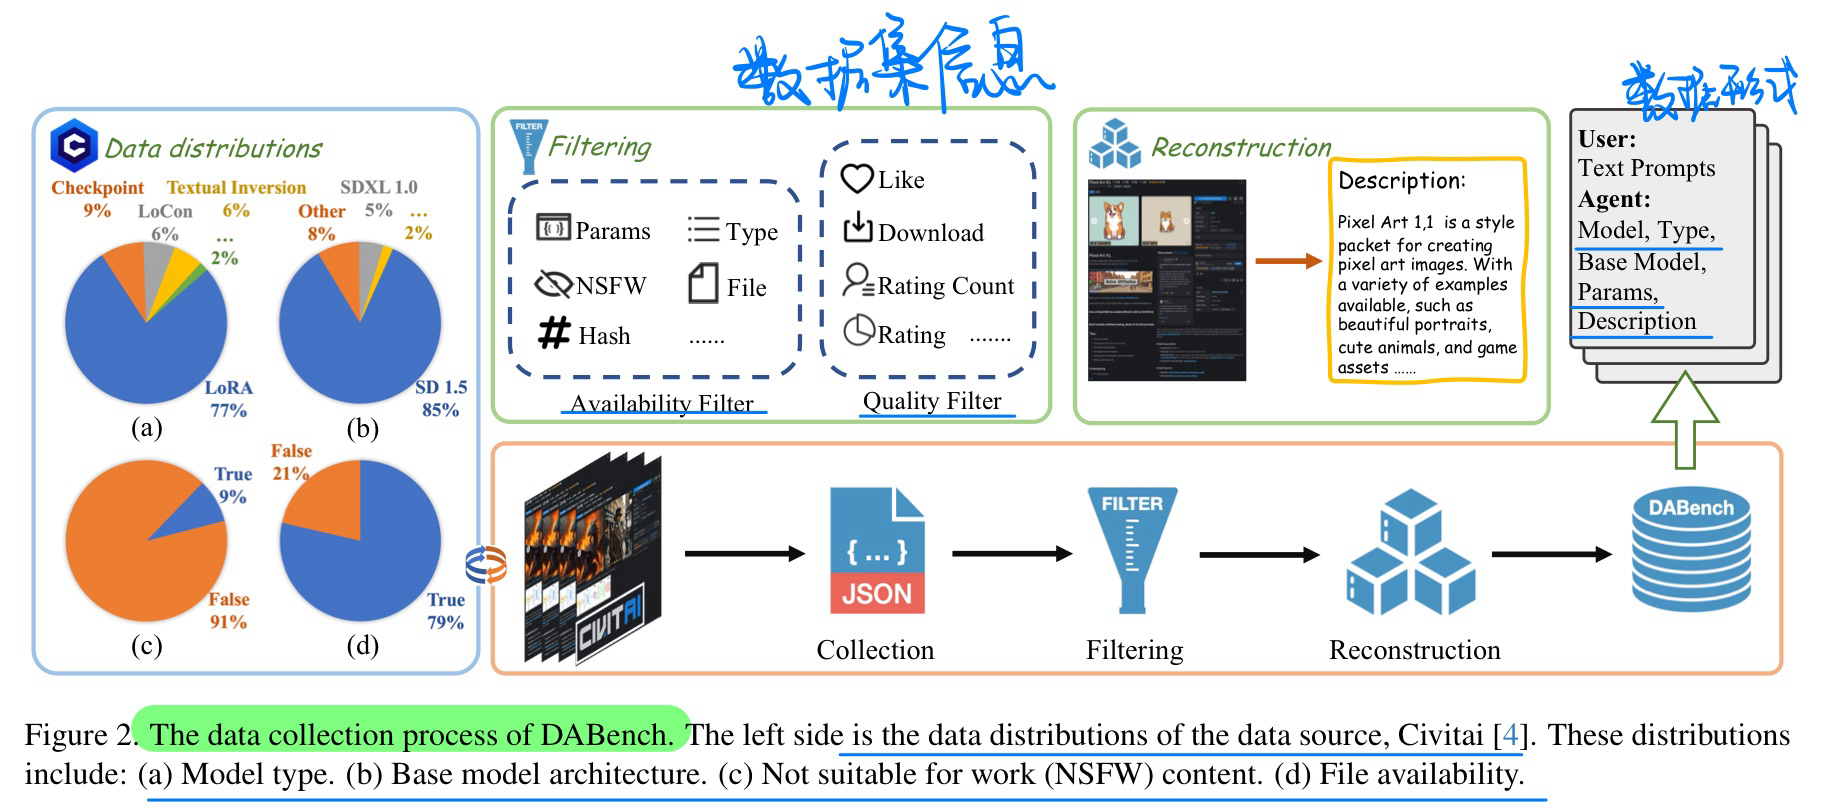 数据集信息
数据形式
Data distributions
Checkpoint
9%
Textual Inversion
6%
SDXL 1.0
5%
LoCon
6%
...
2%
Other
8%
...
2%
LoRA
77%
SD 1.5
85%
(a)
(b)
True
9%
False
21%
False
91%
True
79%
(c)
(d)
FILTER
Filtering
Params
Type
NSFW
File
Hash
......
Availability Filter
Like
Download
Rating Count
Rating
.......
Quality Filter
Reconstruction
Description:
Pixel Art 1,1 is a style
packet for creating
pixel art images. With
a variety of examples
available, such as
beautiful portraits,
cute animals, and game
assets ......
User:
Text Prompts
Agent:
Model, Type,
Base Model,
Params,
Description
CIVITAI
{ ... }
JSON
Collection
FILTER
Filtering
Reconstruction
DABench
Figure 2. The data collection process of DABench. The left side is the data distributions of the data source, Civitai [4]. These distributions
include: (a) Model type. (b) Base model architecture. (c) Not suitable for work (NSFW) content. (d) File availability.